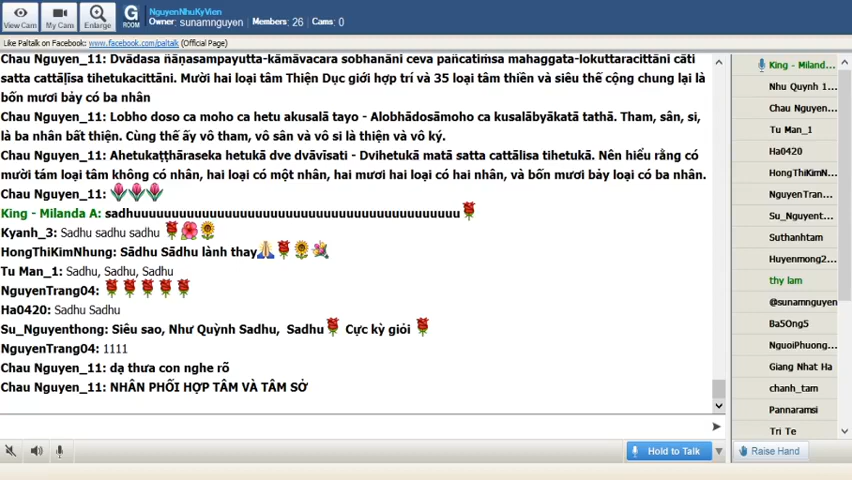 NguyenNhuKyVien
Owner: sunamnguyen Members: 26 Cams: 0
View Cam
My Cam
Enlarge
G
ROOM
Like Paltalk on Facebook: www.facebook.com/paltalk (Official Page)
Chau Nguyen_11: Dvādasa ñāṇasampayutta-kāmāvacara sobhanāni ceva pañcatiṁsa mahaggata-lokuttaracittāni cāti
satta cattāḷīsa tihetukacittāni. Mười hai loại tâm Thiện Dục giới hợp trí và 35 loại tâm thiền và siêu thế cộng chung lại là
bốn mươi bảy có ba nhân
Chau Nguyen_11: Lobho doso ca moho ca hetu akusalā tayo - Alobhādosāmoho ca kusalābyākatā tathā. Tham, sân, si,
là ba nhân bất thiện. Cùng thế ấy vô tham, vô sân và vô si là thiện và vô ký.
Chau Nguyen_11: Ahetukaṭṭhāraseka hetukā dve dvāvīsati - Dvihetukā matā satta cattālīsa tihetukā. Nên hiểu rằng có
mười tám loại tâm không có nhân, hai loại có một nhân, hai mươi hai loại có hai nhân, và bốn mươi bảy loại có ba nhân.
Chau Nguyen_11:
King - Milanda A: sadhuuuuuuuuuuuuuuuuuuuuuuuuuuuuuuuuuuuuuuuuuu
Kyanh_3: Sadhu sadhu sadhu
HongThiKimNhung: Sādhu Sādhu lành thay
Tu Man_1: Sadhu, Sadhu, Sadhu
NguyenTrang04:
Ha0420: Sadhu Sadhu
Su_Nguyenthong: Siêu sao, Như Quỳnh Sadhu, Sadhu Cực kỳ giỏi
NguyenTrang04: 1111
Chau Nguyen_11: dạ thưa con nghe rõ
Chau Nguyen_11: NHÂN PHỐI HỢP TÂM VÀ TÂM SỞ
Hold to Talk
King - Miland...
Nhu Quynh 1...
Chau Nguyen...
Tu Man_1
Ha0420
HongThiKimN...
NguyenTran...
Su_Nguyent...
Suthanhtam
Huyenmong2...
thy lam
@sunamnguyen
Ba5Ong5
NguoiPhuong...
Giang Nhat Ha
chanh_tam
Pannaramsi
Tri Te
Raise Hand